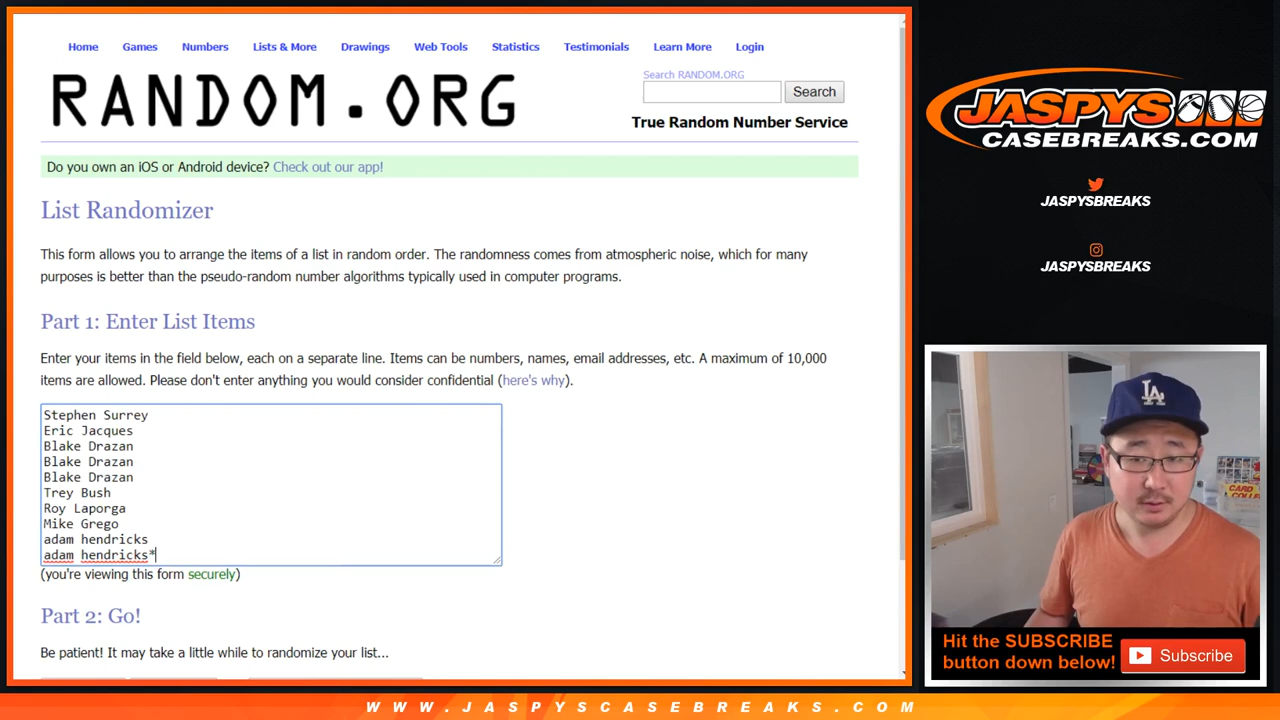 Home Games Numbers Lists & More Drawings Web Tools Statistics Testimonials Learn More Login
RANDOM.ORG
Search RANDOM.ORG
Search
True Random Number Service
Do you own an iOS or Android device? Check out our app!
List Randomizer
This form allows you to arrange the items of a list in random order. The randomness comes from atmospheric noise, which for many
purposes is better than the pseudo-random number algorithms typically used in computer programs.
Part 1: Enter List Items
Enter your items in the field below, each on a separate line. Items can be numbers, names, email addresses, etc. A maximum of 10,000
items are allowed. Please don't enter anything you would consider confidential (here's why).
Stephen Surrey
Eric Jacques
Blake Drazan
Blake Drazan
Blake Drazan
Trey Bush
Roy Laporga
Mike Grego
adam hendricks
adam hendricks*
(you're viewing this form securely)
Part 2: Go!
Be patient! It may take a little while to randomize your list...
JASPYS
CASEBREAKS.COM
JASPYSBREAKS
JASPYSBREAKS
LA
CARD
Hit the SUBSCRIBE
button down below!
Subscribe
WWW.JASPYSCASEBREAKS.COM